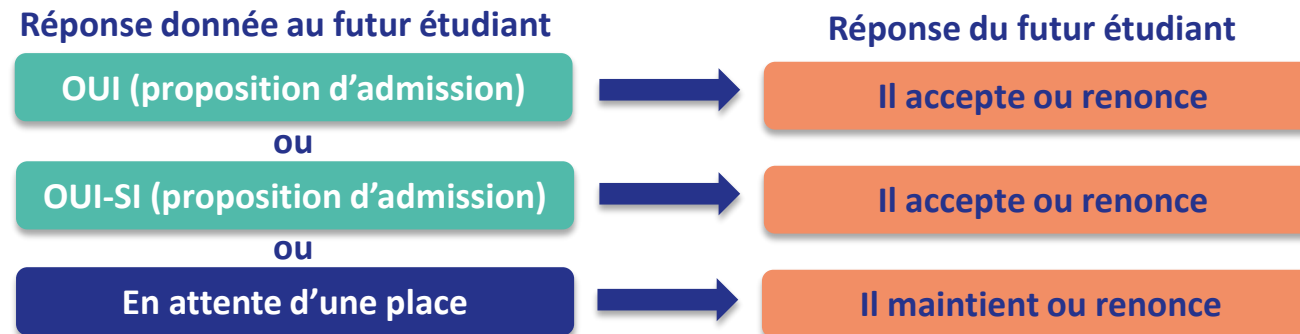 Réponse donnée au futur étudiant
Réponse du futur étudiant
OUI (proposition d’admission)
Il accepte ou renonce
ou
OUI-SI (proposition d’admission)
Il accepte ou renonce
ou
En attente d’une place
Il maintient ou renonce